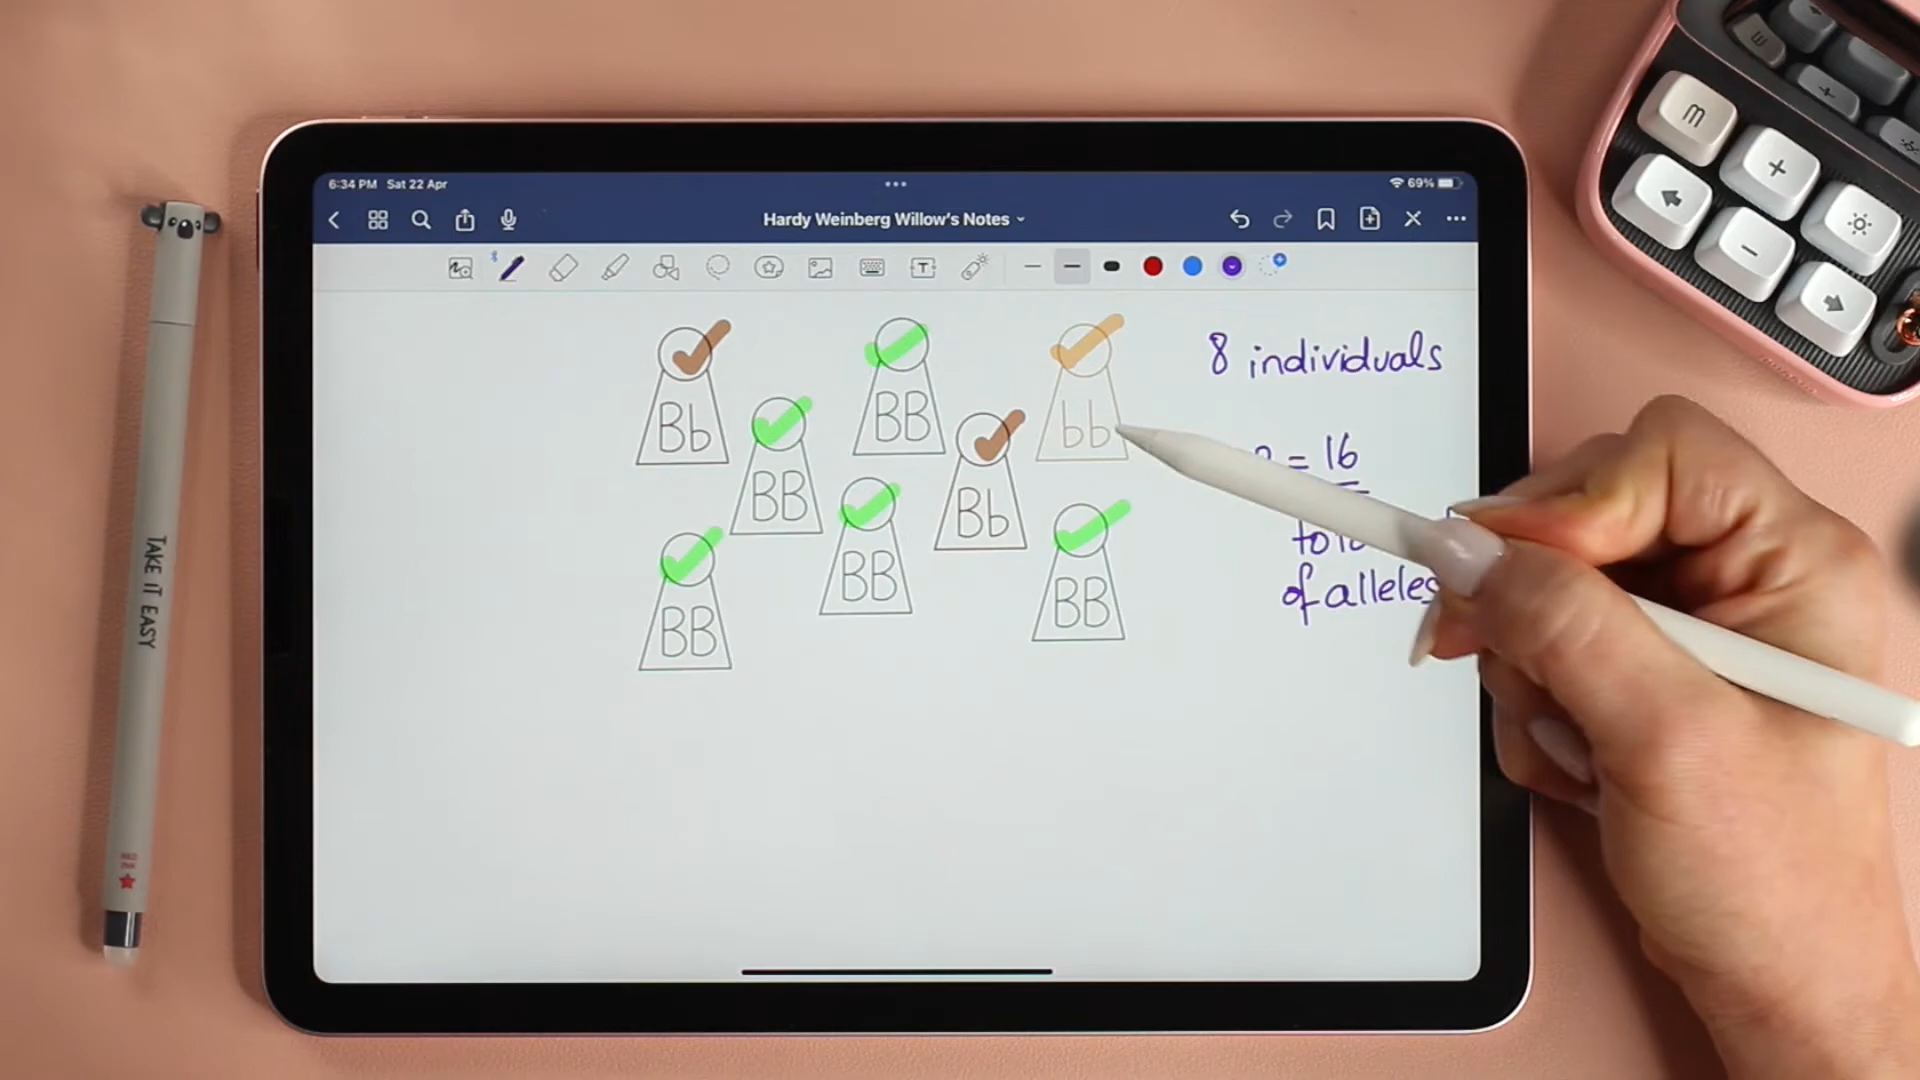 6:34 PM Sat 22 Apr
69%
Hardy Weinberg Willow's Notes
T
Bb
BB
bb
BB
Bb
BB
BB
BB
8 individuals
= 16
of alleles
TAKE IT EASY
m
+
-